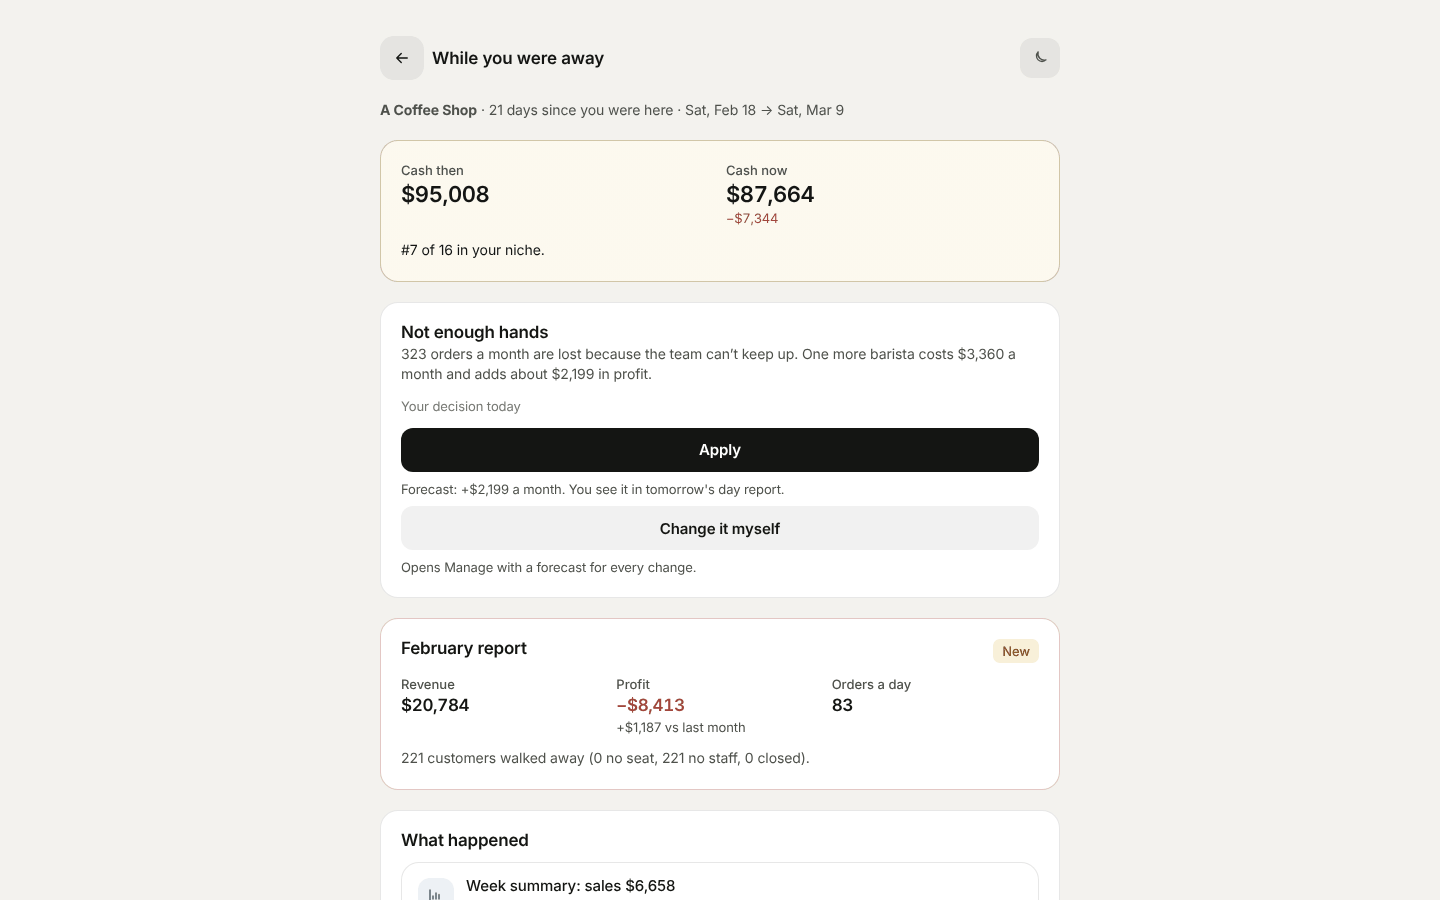 While you were away
A Coffee Shop · 21 days since you were here · Sat, Feb 18 → Sat, Mar 9
Cash then
$95,008
Cash now
$87,664
−$7,344
#7 of 16 in your niche.
Not enough hands
323 orders a month are lost because the team can’t keep up. One more barista costs $3,360 a
month and adds about $2,199 in profit.
Your decision today
Apply
Forecast: +$2,199 a month. You see it in tomorrow's day report.
Change it myself
Opens Manage with a forecast for every change.
February report
New
Revenue
$20,784
Profit
−$8,413
+$1,187 vs last month
Orders a day
83
221 customers walked away (0 no seat, 221 no staff, 0 closed).
What happened
Week summary: sales $6,658